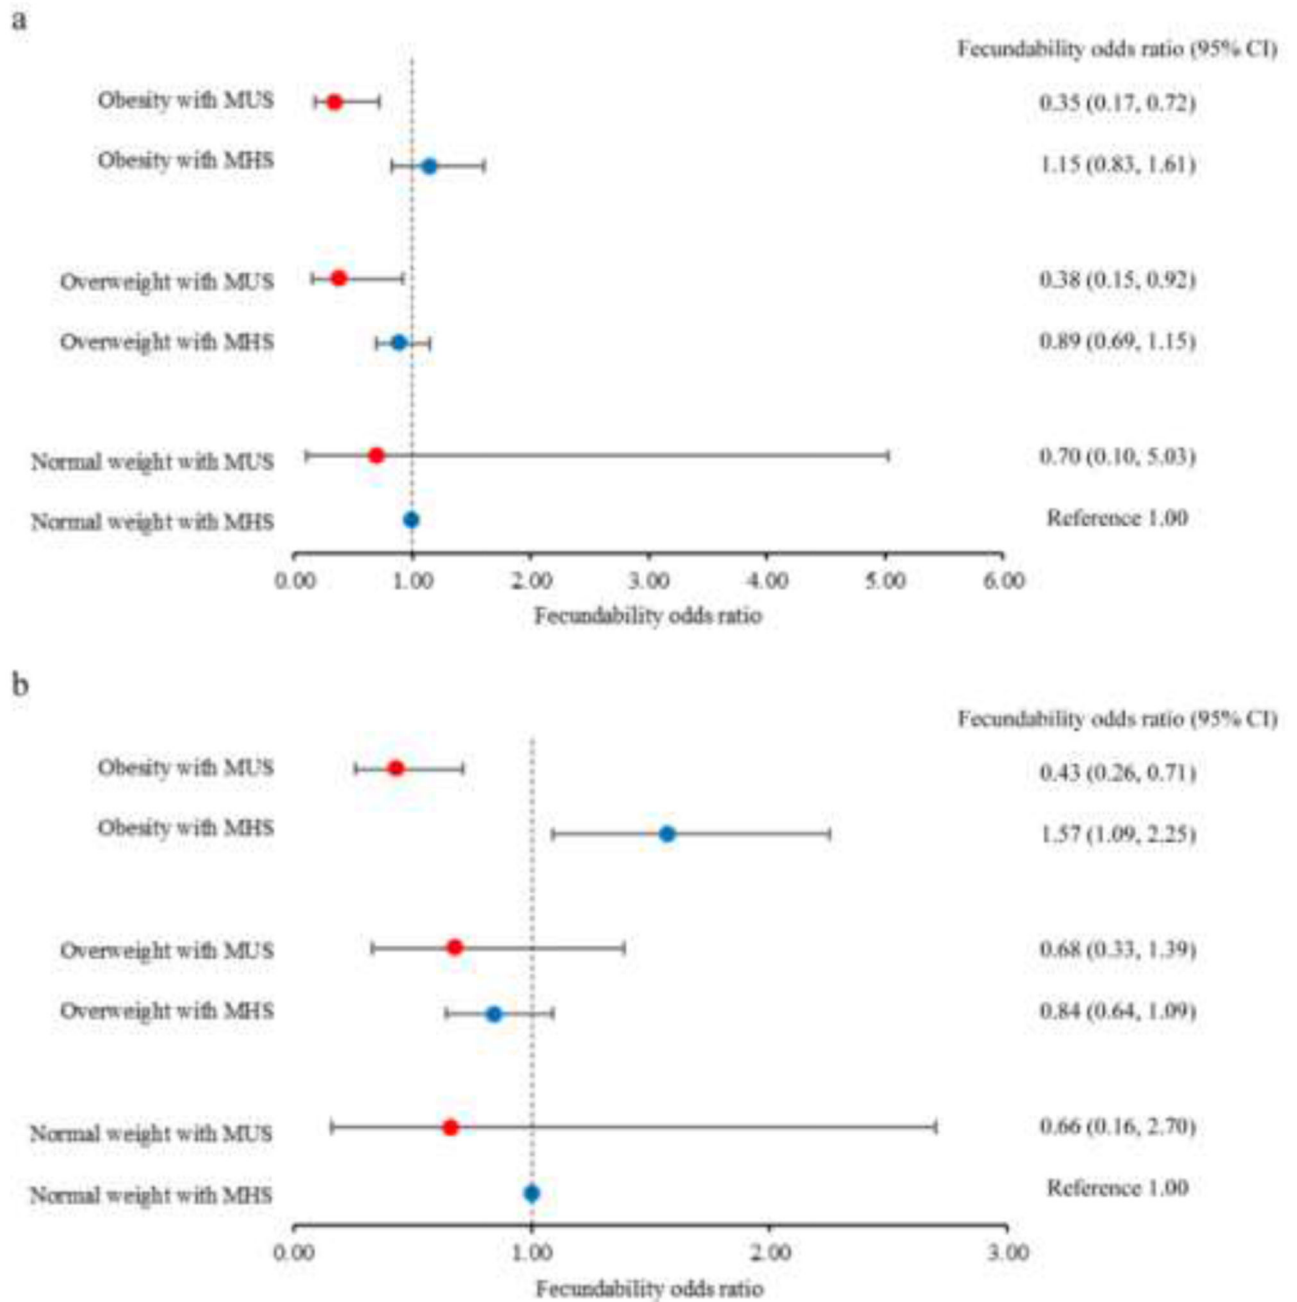 a
Fecundability odds ratio (95% CI)
Obesity with MUS 0.35 (0.17, 0.72)
Obesity with MHS 1.15 (0.83, 1.61)
Overweight with MUS 0.38 (0.15, 0.92)
Overweight with MHS 0.89 (0.69, 1.15)
Normal weight with MUS 0.70 (0.10, 5.03)
Normal weight with MHS Reference 1.00
0.00 1.00 2.00 3.00 4.00 5.00 6.00
Fecundability odds ratio
b
Fecundability odds ratio (95% CI)
Obesity with MUS 0.43 (0.26, 0.71)
Obesity with MHS 1.57 (1.09, 2.25)
Overweight with MUS 0.68 (0.33, 1.39)
Overweight with MHS 0.84 (0.64, 1.09)
Normal weight with MUS 0.66 (0.16, 2.70)
Normal weight with MHS Reference 1.00
0.00 1.00 2.00 3.00
Fecundability odds ratio